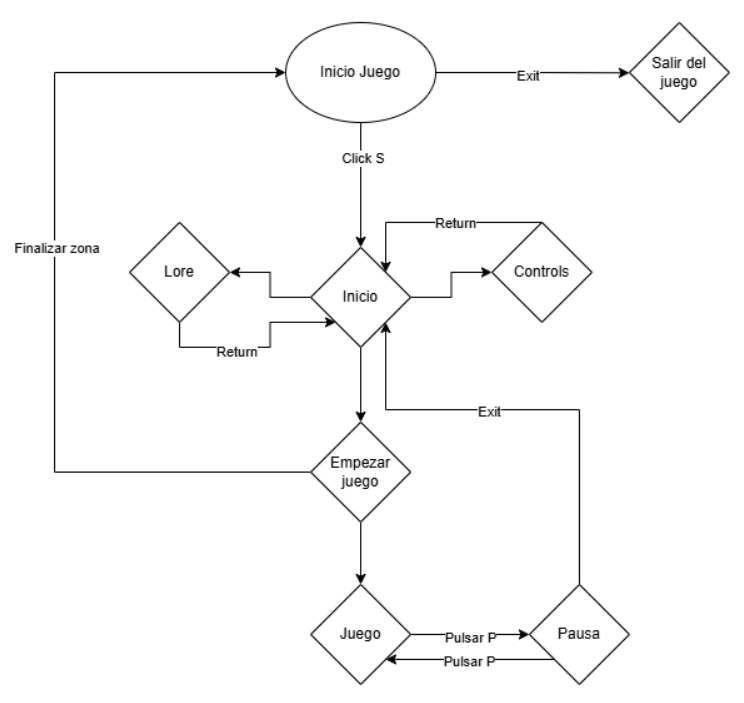 Inicio Juego
Exit
Salir del
juego
Click S
Return
Finalizar zona
Lore
Inicio
Controls
Return
Exit
Empezar
juego
Juego
Pulsar P
Pulsar P
Pausa